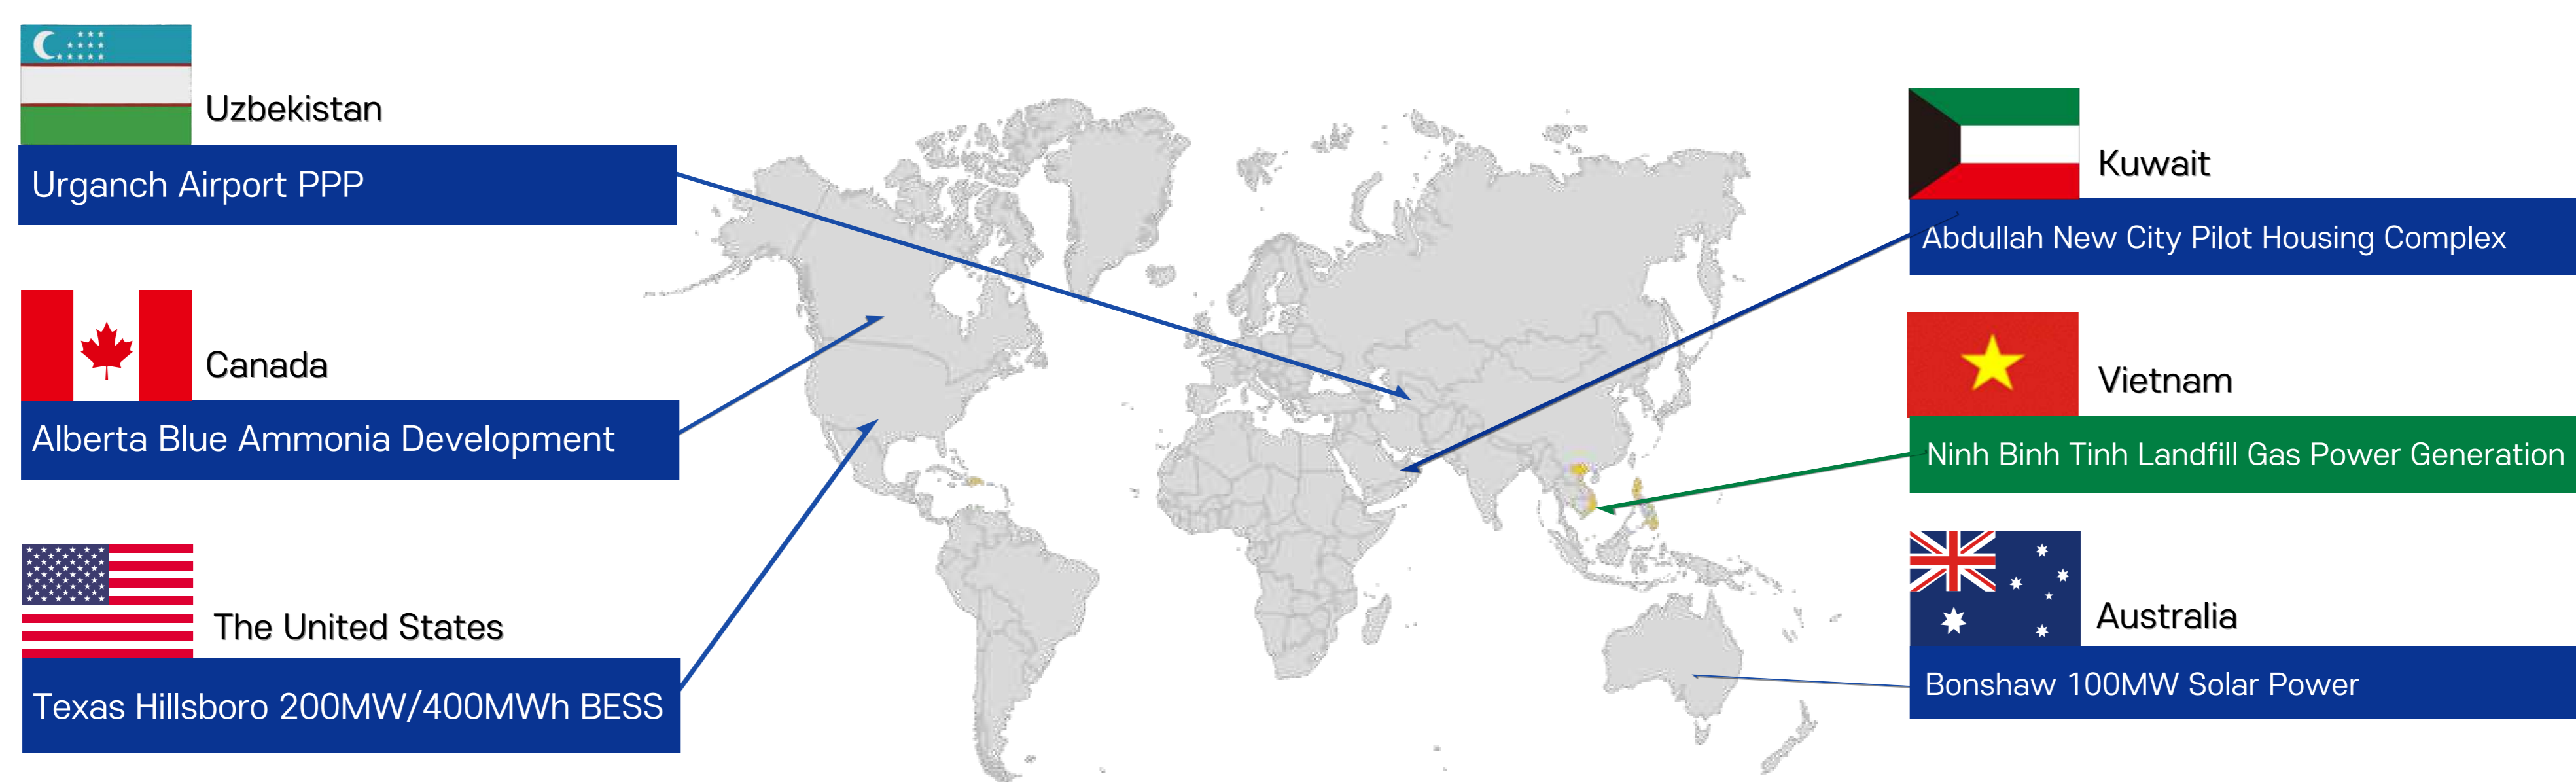 Uzbekistan
Urganch Airport PPP
Canada
Alberta Blue Ammonia Development
The United States
Texas Hillsboro 200MW/400MWh BESS
Kuwait
Abdullah New City Pilot Housing Complex
Vietnam
Ninh Binh Tinh Landfill Gas Power Generation
Australia
Bonshaw 100MW Solar Power